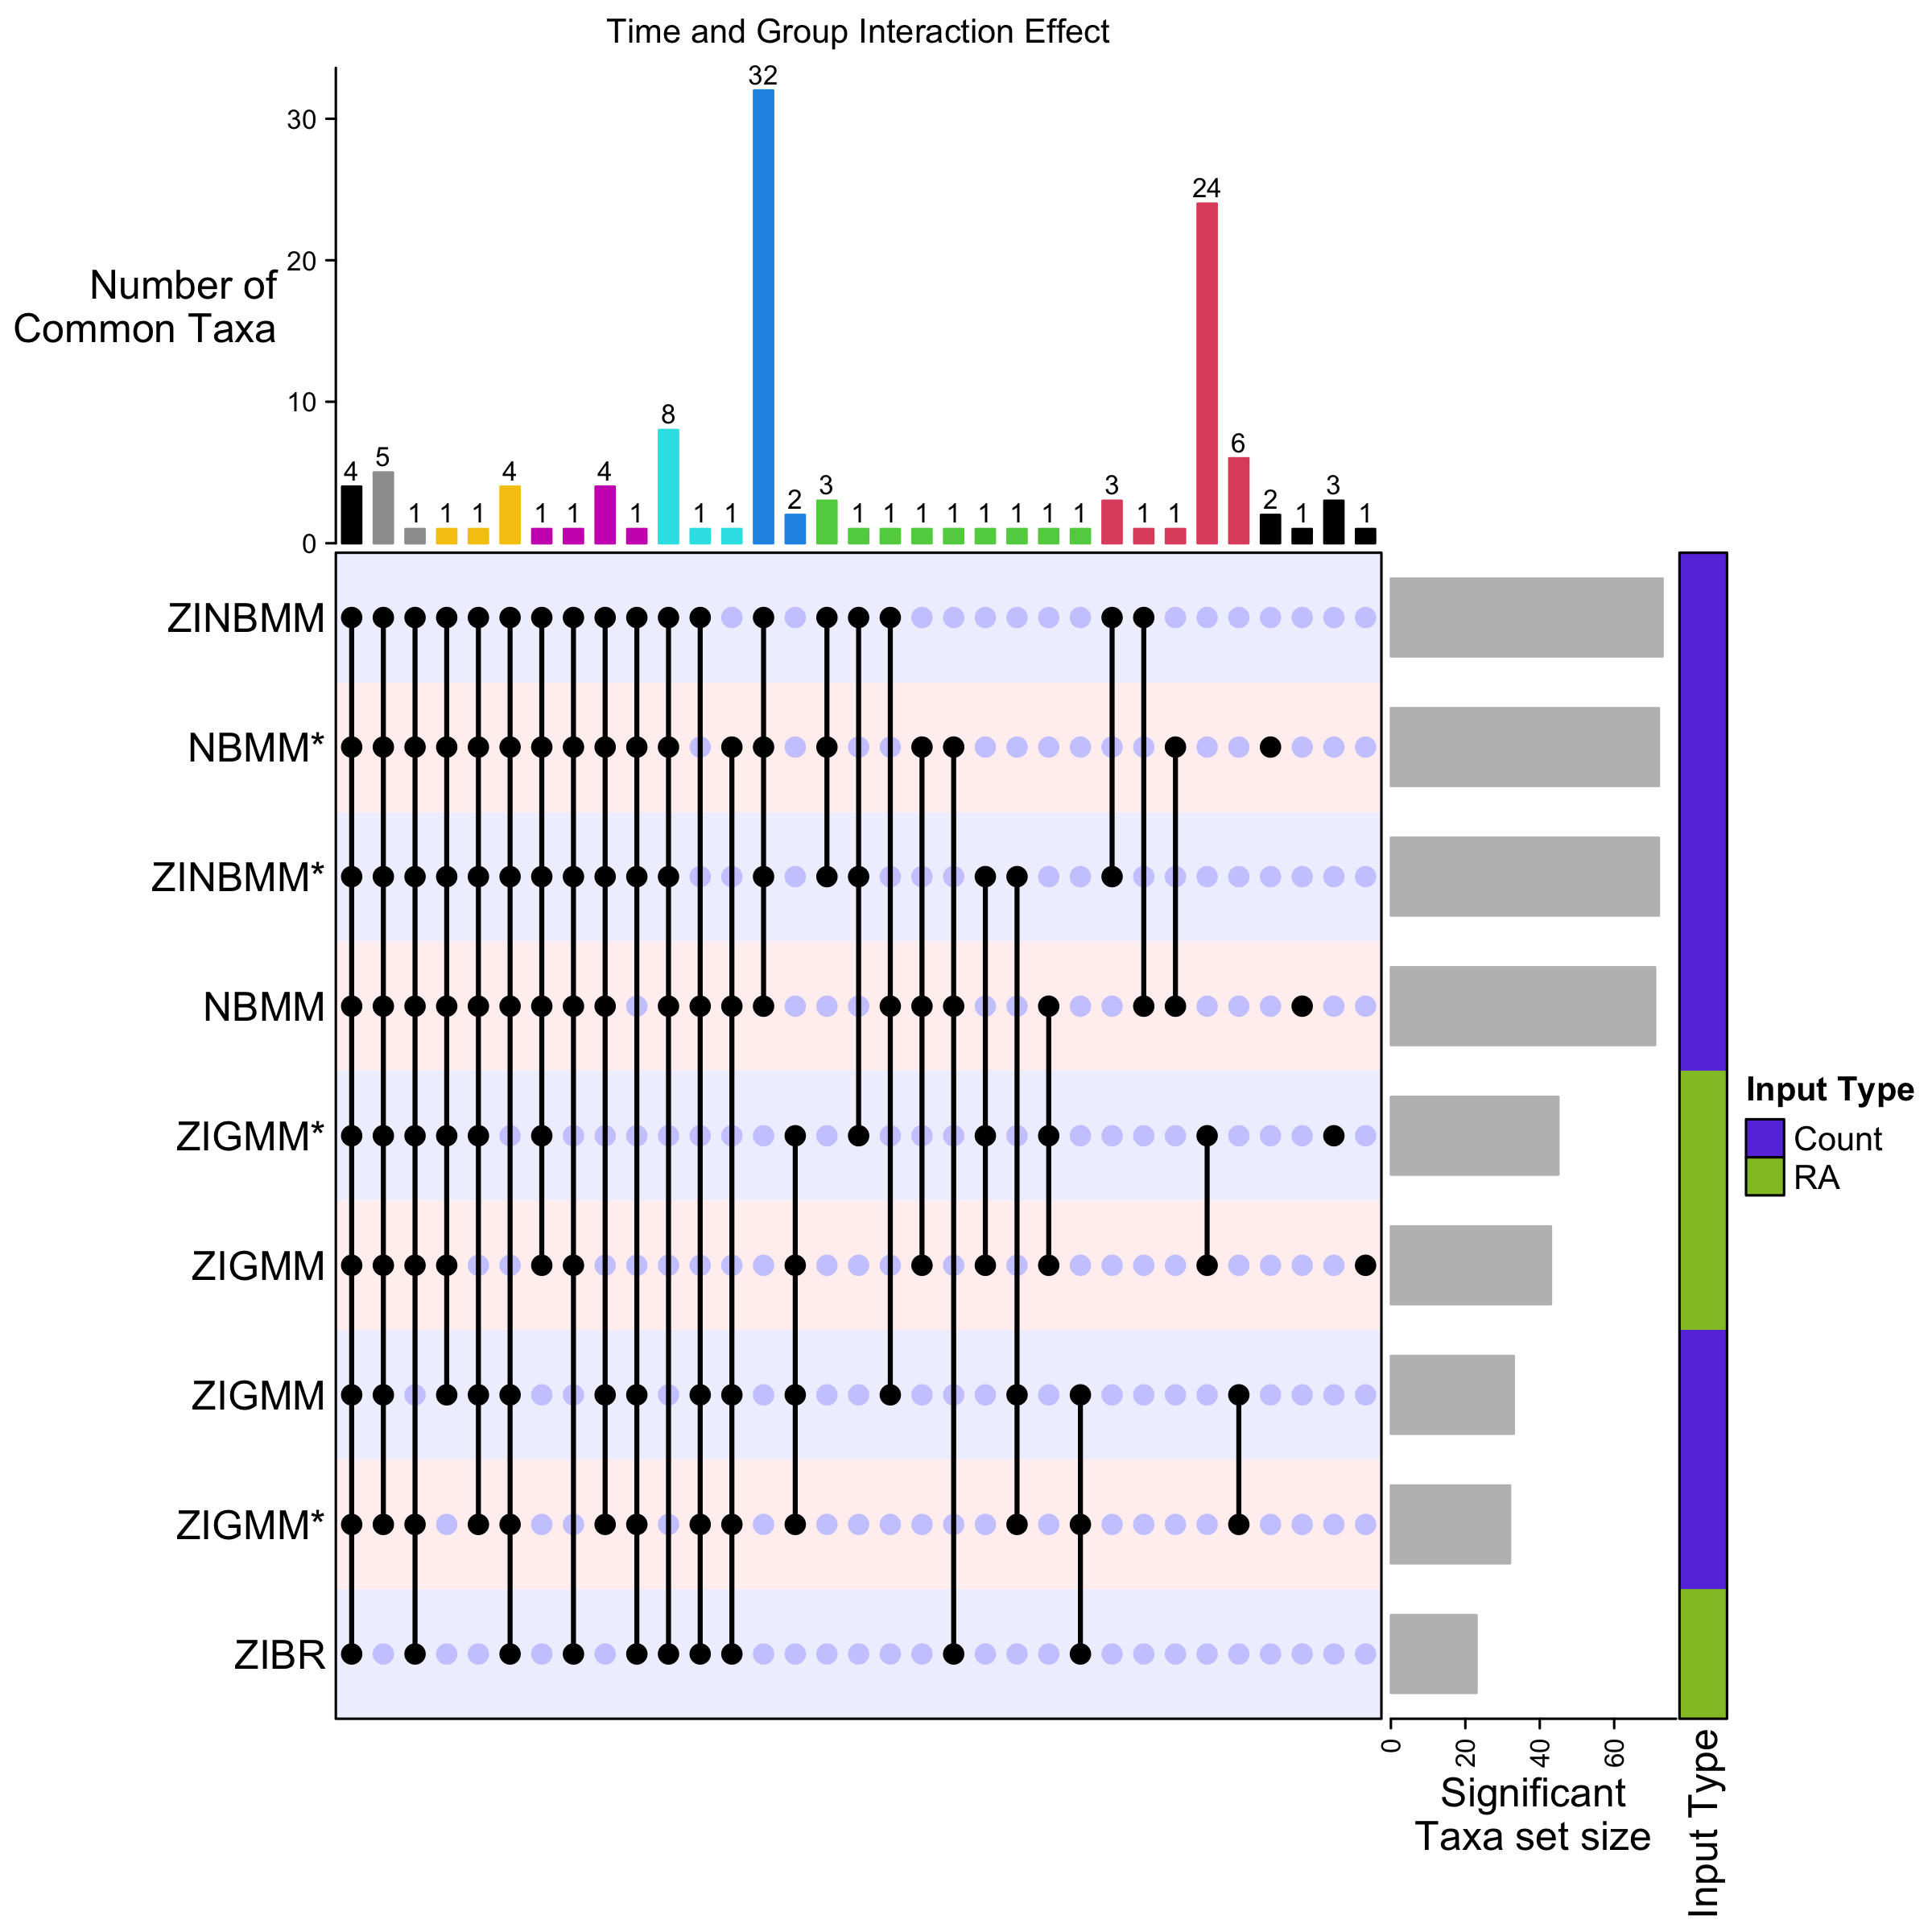 Time and Group Interaction Effect
Number of
Common Taxa
30
20
10
0
4 5 1 1 1 4 1 1 4 1 8 1 1 32 2 3 1 1 1 1 1 1 1 1 3 1 1 24 6 2 1 3 1
ZINBMM
NBMM*
ZINBMM*
NBMM
ZIGMM*
ZIGMM
ZIGMM
ZIGMM*
ZIBR
0 20 40 60
Significant
Taxa set size
Input Type
Input Type
Count
RA